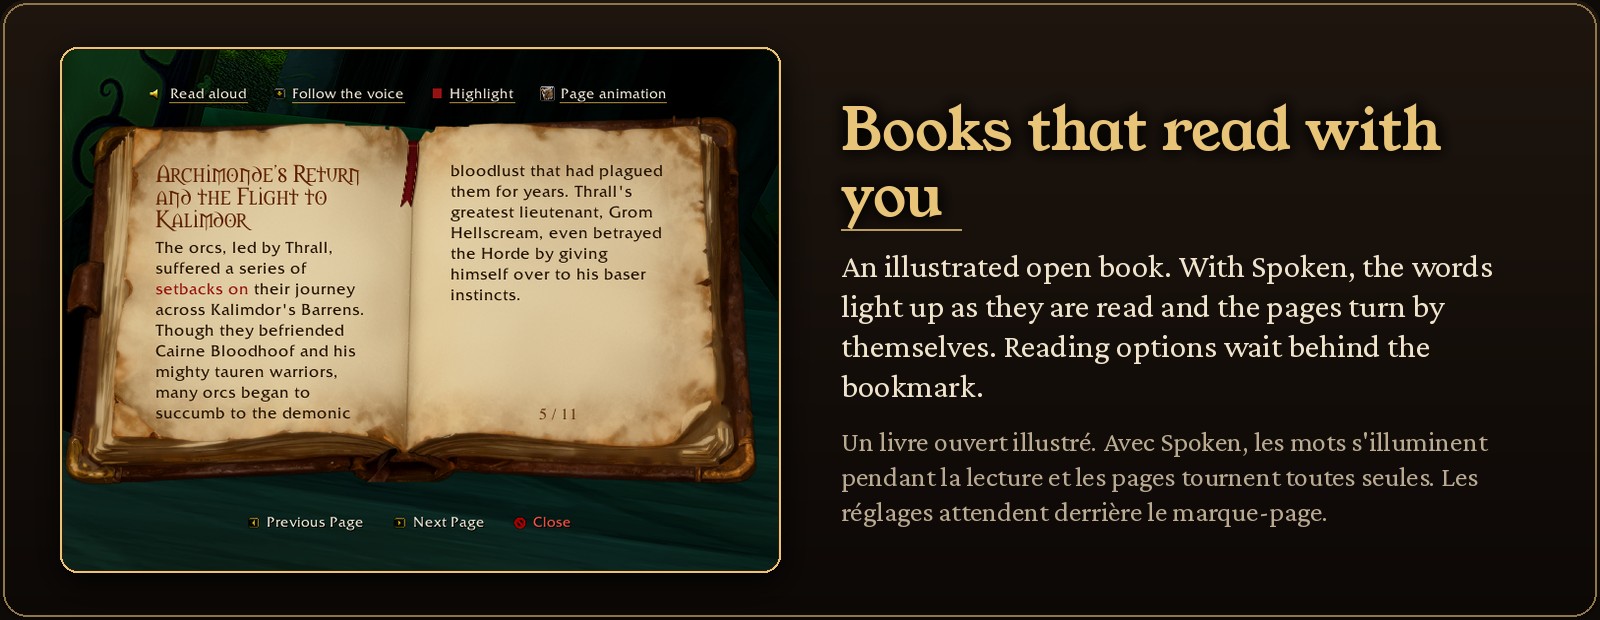 Read aloud
Follow the voice
Highlight
Page animation
Archimonde's Return
and the Flight to
Kalimdor
The orcs, led by Thrall,
suffered a series of
setbacks on their journey
across Kalimdor's Barrens.
Though they befriended
Cairne Bloodhoof and his
mighty tauren warriors,
many orcs began to
succumb to the demonic
bloodlust that had plagued
them for years. Thrall's
greatest lieutenant, Grom
Hellscream, even betrayed
the Horde by giving
himself over to his baser
instincts.
5 / 11
Previous Page
Next Page
Close
Books that read with
you
An illustrated open book. With Spoken, the words
light up as they are read and the pages turn by
themselves. Reading options wait behind the
bookmark.
Un livre ouvert illustré. Avec Spoken, les mots s'illuminent
pendant la lecture et les pages tournent toutes seules. Les
réglages attendent derrière le marque-page.